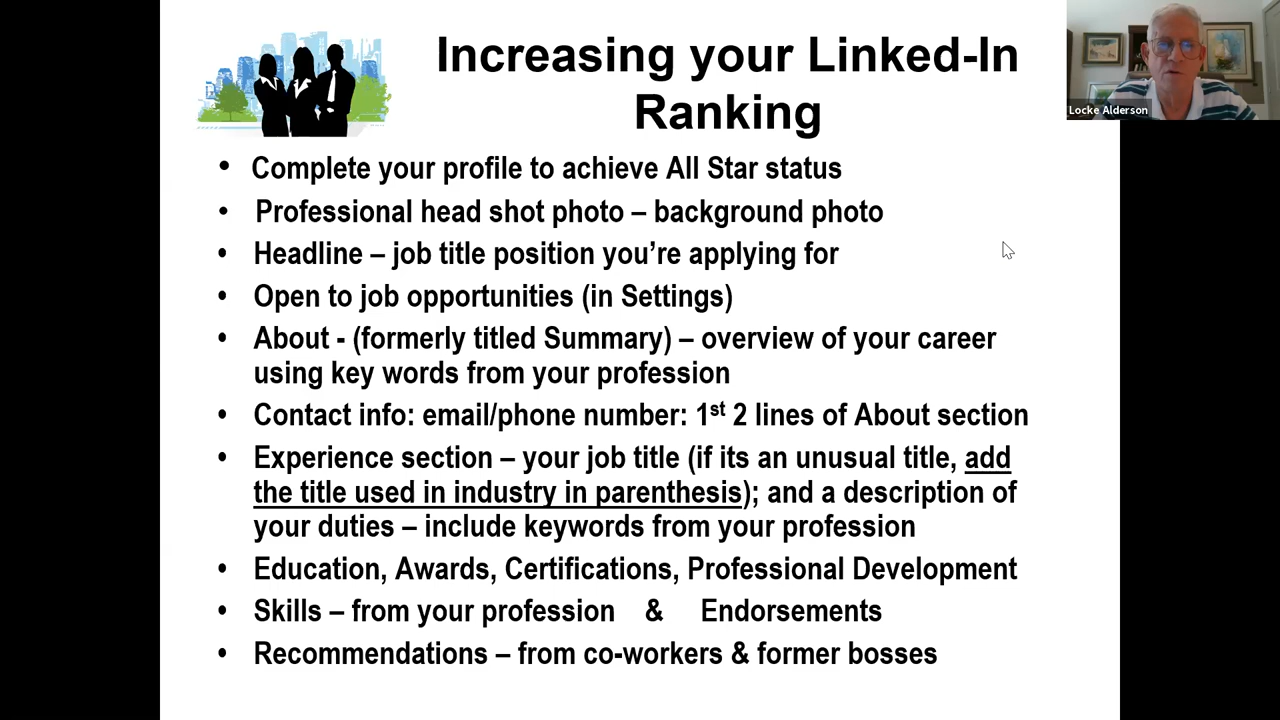 Increasing your Linked-In
Ranking
Locke Alderson
• Complete your profile to achieve All Star status
• Professional head shot photo – background photo
• Headline – job title position you’re applying for
• Open to job opportunities (in Settings)
• About - (formerly titled Summary) – overview of your career
using key words from your profession
• Contact info: email/phone number: 1st 2 lines of About section
• Experience section – your job title (if its an unusual title, add
the title used in industry in parenthesis); and a description of
your duties – include keywords from your profession
• Education, Awards, Certifications, Professional Development
• Skills – from your profession & Endorsements
• Recommendations – from co-workers & former bosses